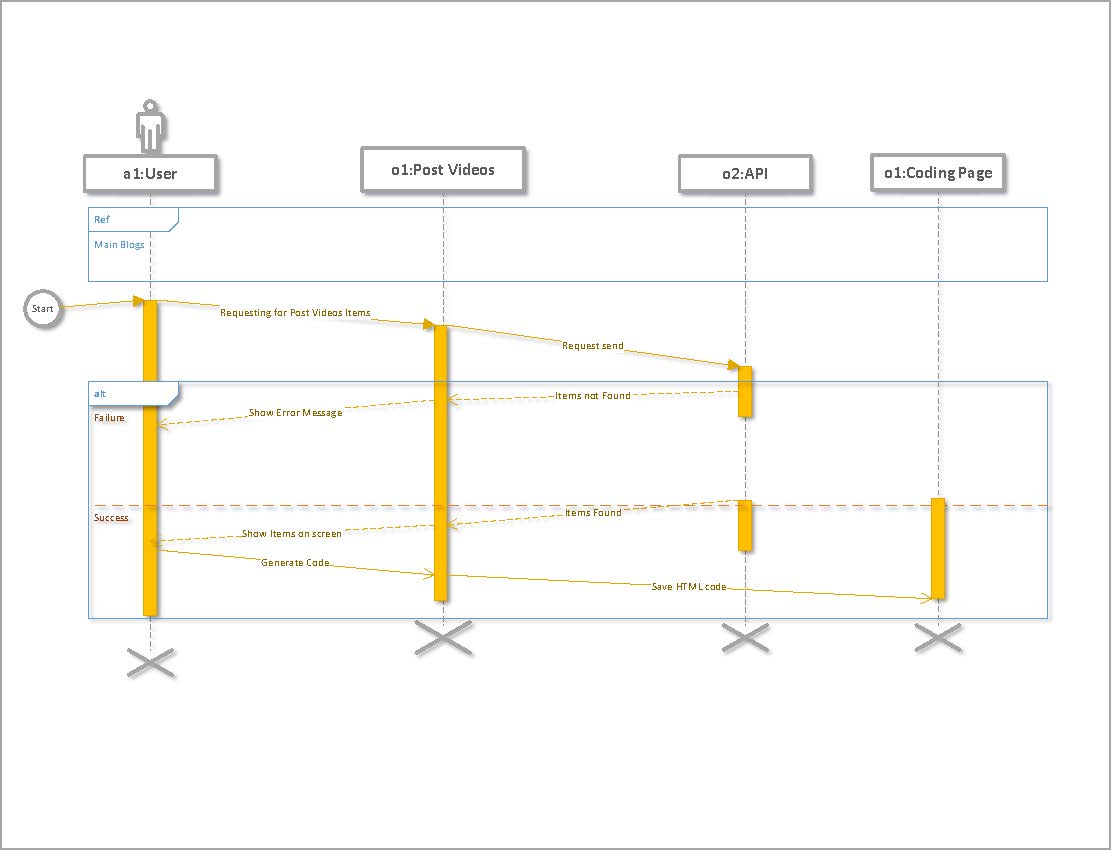 a1:User
o1:Post Videos
o2:API
o1:Coding Page
Ref
Main Blogs
Start
Requesting for Post Videos Items
Request send
alt
Items not Found
Show Error Message
Failure
Items Found
Success
Show Items on screen
Generate Code
Save HTML code